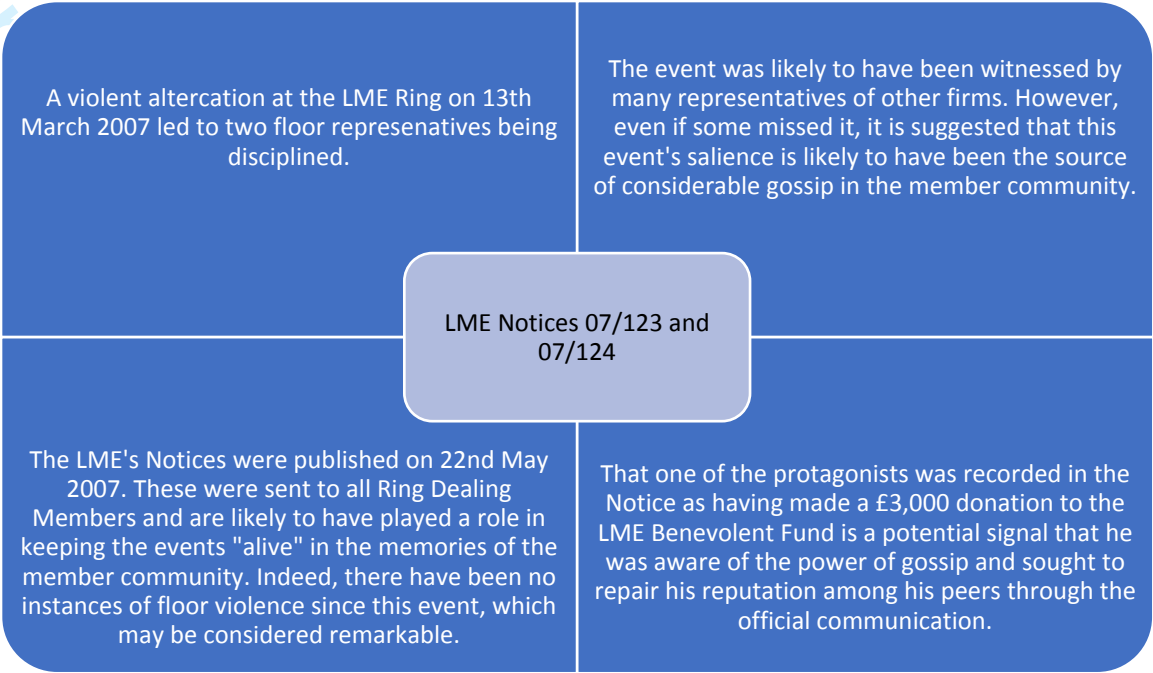 A violent altercation at the LME Ring on 13th
March 2007 led to two floor represenatives being
disciplined.
The event was likely to have been witnessed by
many representatives of other firms. However,
even if some missed it, it is suggested that this
event's salience is likely to have been the source
of considerable gossip in the member community.
LME Notices 07/123 and
07/124
The LME's Notices were published on 22nd May
2007. These were sent to all Ring Dealing
Members and are likely to have played a role in
keeping the events "alive" in the memories of the
member community. Indeed, there have been no
instances of floor violence since this event, which
may be considered remarkable.
That one of the protagonists was recorded in the
Notice as having made a £3,000 donation to the
LME Benevolent Fund is a potential signal that he
was aware of the power of gossip and sought to
repair his reputation among his peers through the
official communication.